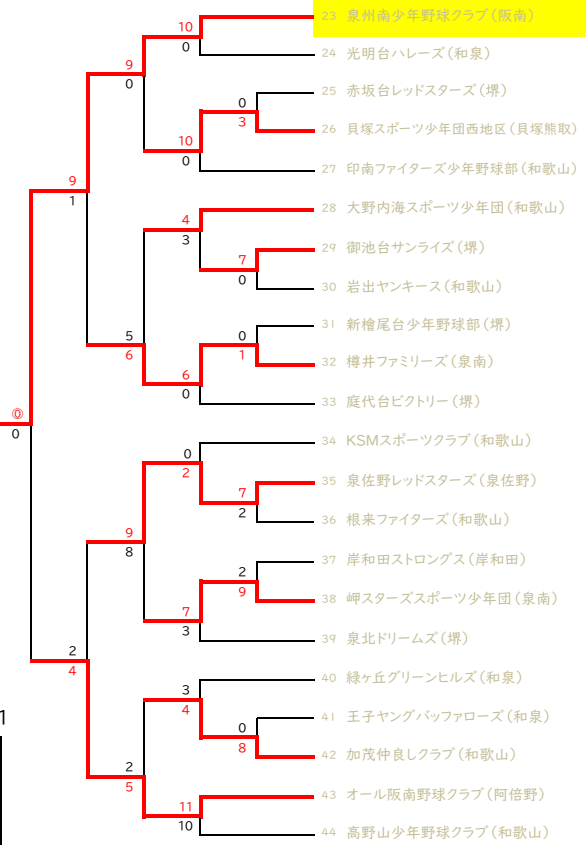 23 泉州南少年野球クラブ(阪南)
10
0
24 光明台ハレーズ(和泉)
9
0
25 赤坂台レッドスターズ(堺)
0
3
26 貝塚スポーツ少年団西地区(貝塚熊取)
10
0
27 印南ファイターズ少年野球部(和歌山)
9
1
28 大野内海スポーツ少年団(和歌山)
4
3
29 御池台サンライズ(堺)
7
0
30 岩出ヤンキース(和歌山)
31 新檜尾台少年野球部(堺)
5
6
0
1
32 樽井ファミリーズ(泉南)
6
0
33 庭代台ビクトリー(堺)
⓪
0
34 KSMスポーツクラブ(和歌山)
0
2
35 泉佐野レッドスターズ(泉佐野)
7
2
36 根来ファイターズ(和歌山)
9
8
37 岸和田ストロングス(岸和田)
2
9
38 岬スターズスポーツ少年団(泉南)
7
3
39 泉北ドリームズ(堺)
2
4
40 緑ヶ丘グリーンヒルズ(和泉)
3
4
41 王子ヤングバッファローズ(和泉)
1
0
8
42 加茂仲良しクラブ(和歌山)
2
5
43 オール阪南野球クラブ(阿倍野)
11
10
44 高野山少年野球クラブ(和歌山)